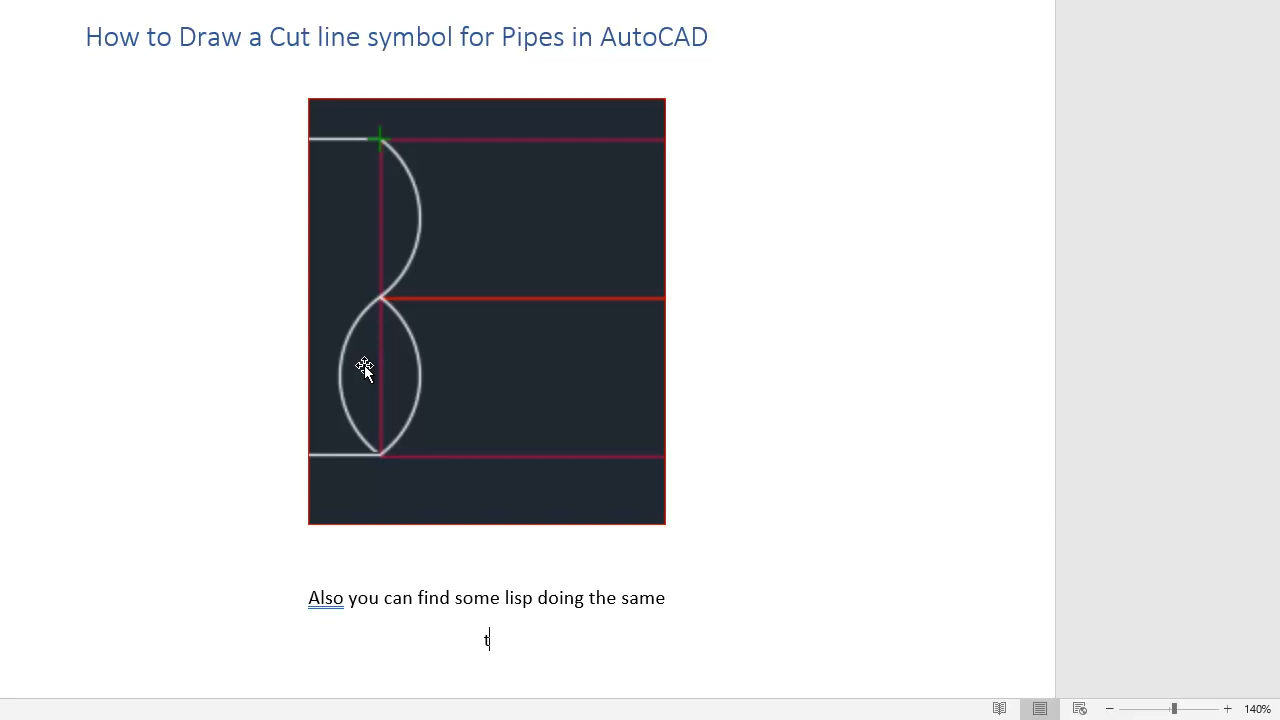 How to Draw a Cut line symbol for Pipes in AutoCAD
Also you can find some lisp doing the same
t
140%